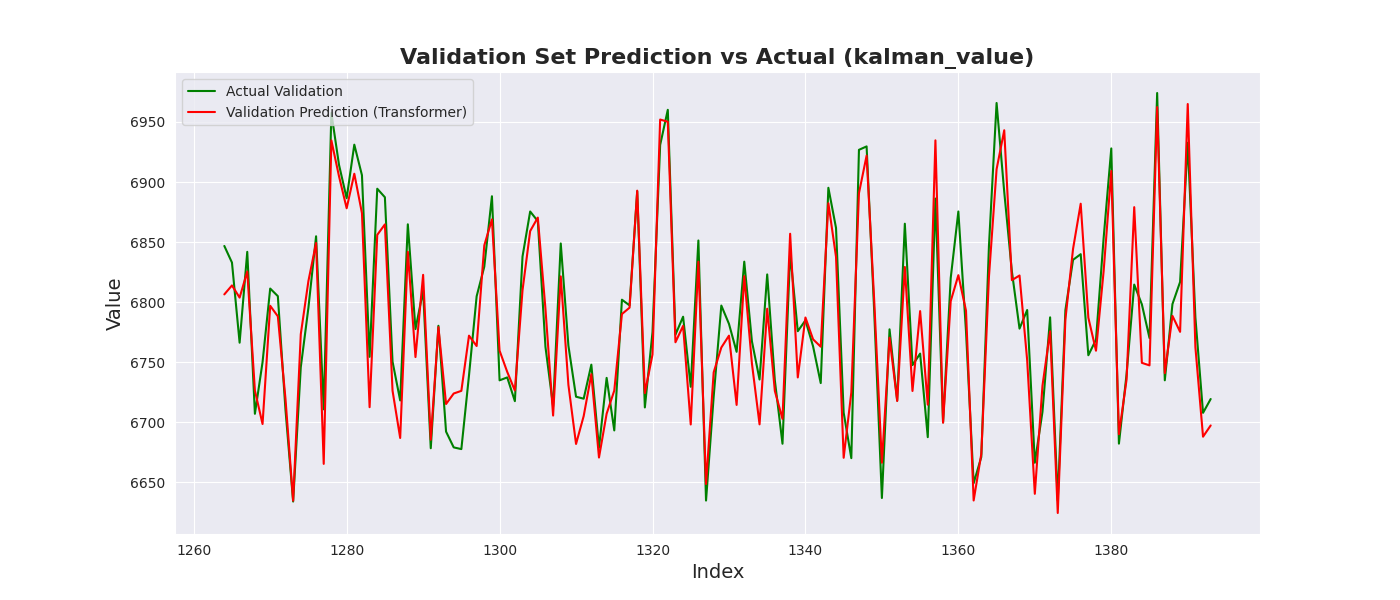 Validation Set Prediction vs Actual (kalman_value)
Actual Validation
Validation Prediction (Transformer)
Value
6950
6900
6850
6800
6750
6700
6650
1260 1280 1300 1320 1340 1360 1380
Index